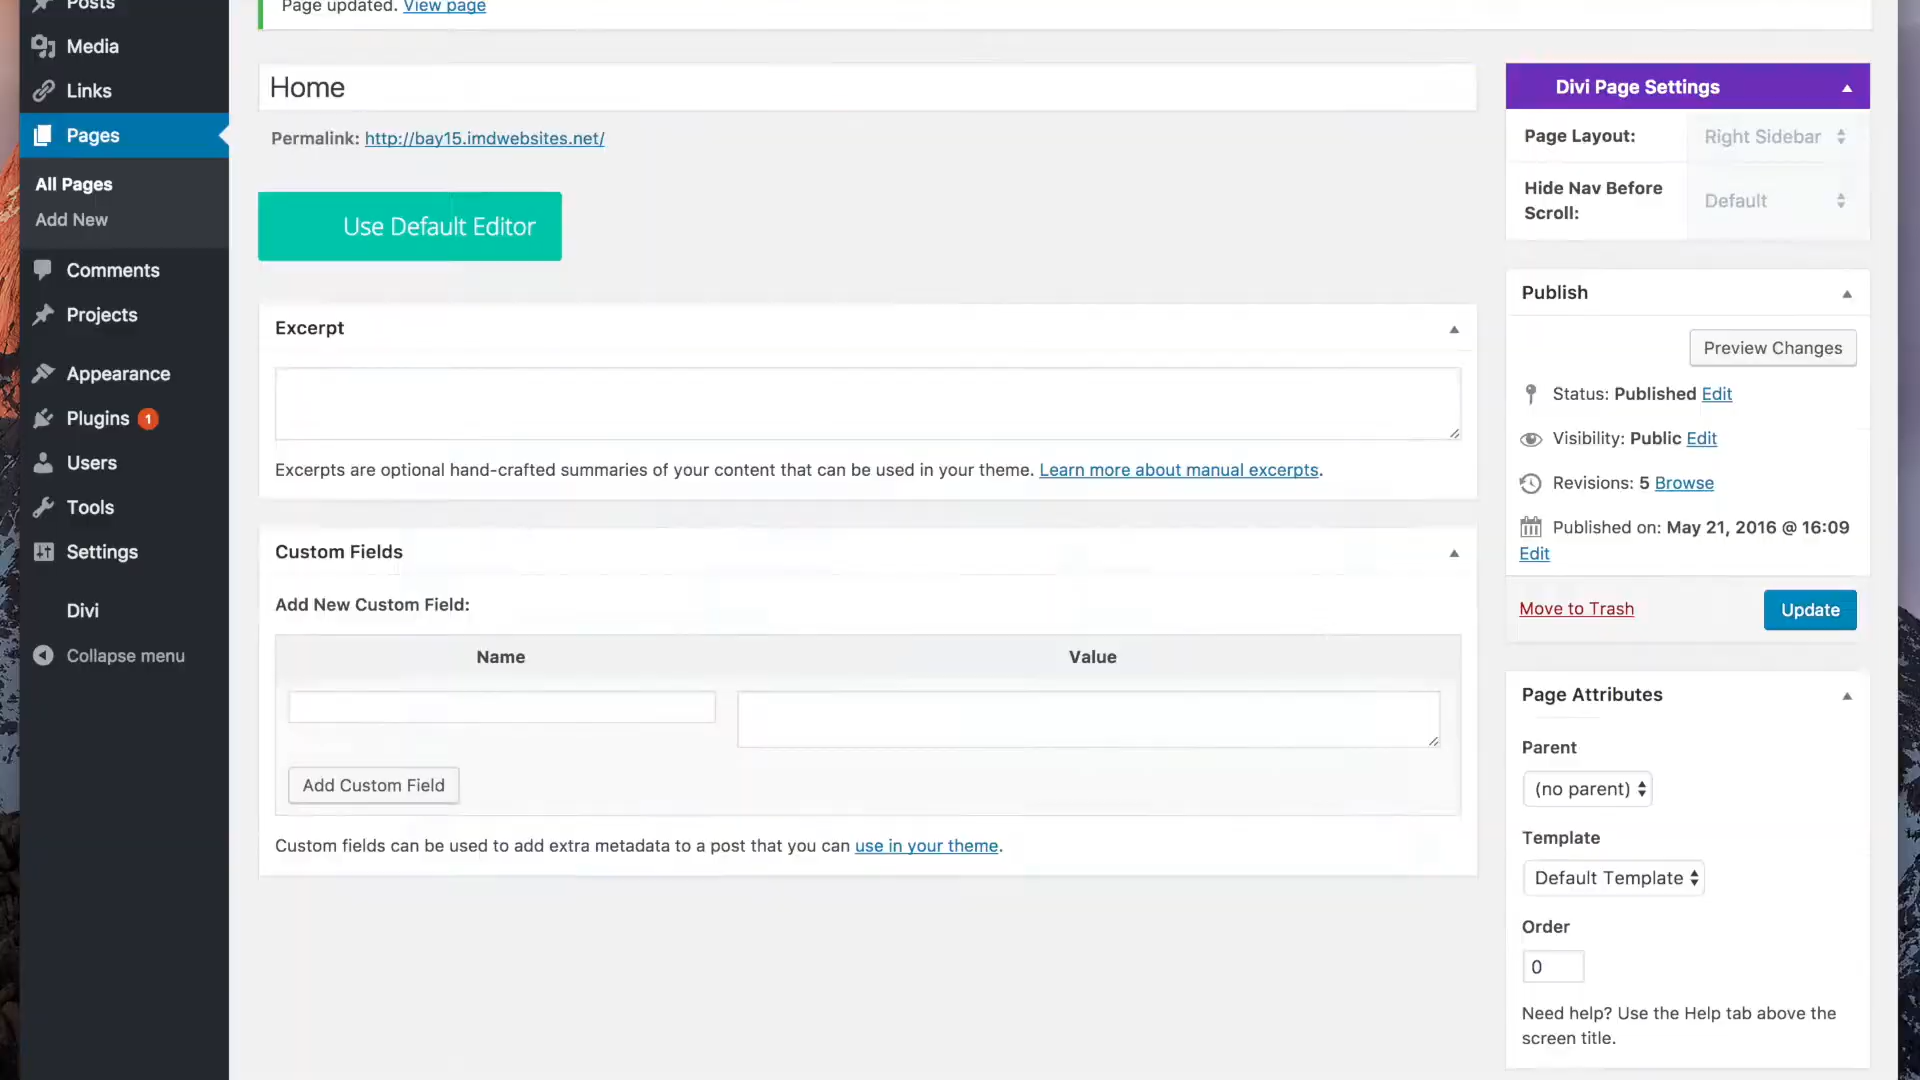 Posts
Media
Links
Pages
All Pages
Add New
Comments
Projects
Appearance
Plugins 1
Users
Tools
Settings
Divi
Collapse menu
Page updated. View page
Home
Permalink: http://bay15.imdwebsites.net/
Use Default Editor
Excerpt
Excerpts are optional hand-crafted summaries of your content that can be used in your theme. Learn more about manual excerpts.
Custom Fields
Add New Custom Field:
Name Value
Add Custom Field
Custom fields can be used to add extra metadata to a post that you can use in your theme.
Divi Page Settings
Page Layout: Right Sidebar
Hide Nav Before
Scroll:
Default
Publish
Preview Changes
Status: Published Edit
Visibility: Public Edit
Revisions: 5 Browse
Published on: May 21, 2016 @ 16:09
Edit
Move to Trash Update
Page Attributes
Parent
(no parent)
Template
Default Template
Order
0
Need help? Use the Help tab above the
screen title.